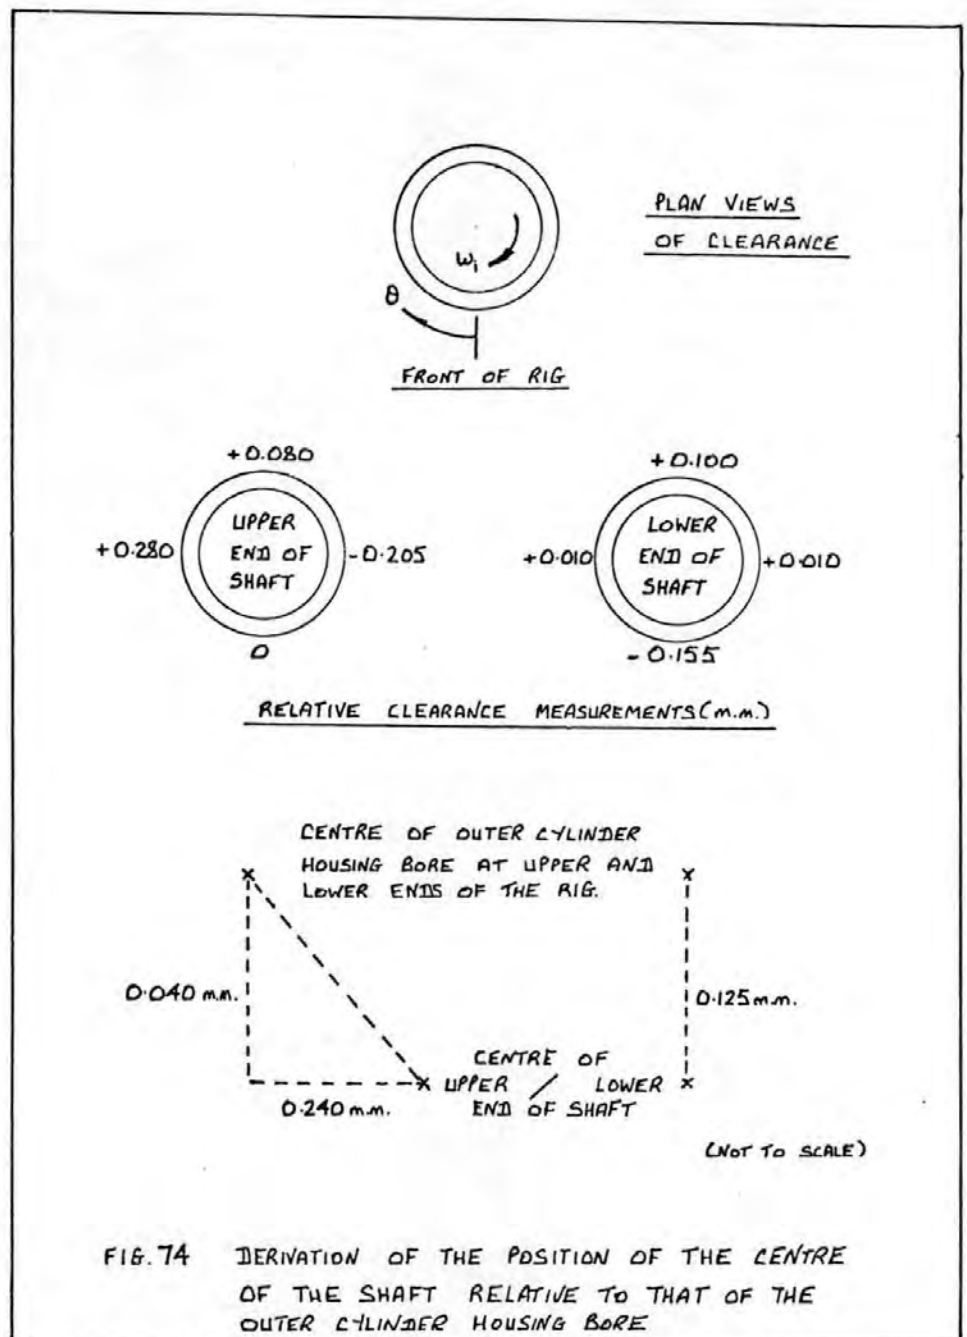 PLAN VIEWS
OF CLEARANCE
ωi
θ
FRONT OF RIG
+0.080
+0.280
UPPER
END OF
SHAFT
-0.205
0
+0.100
+0.010
LOWER
END OF
SHAFT
+0.010
-0.155
RELATIVE CLEARANCE MEASUREMENTS (m.m.)
CENTRE OF OUTER CYLINDER
HOUSING BORE AT UPPER AND
LOWER ENDS OF THE RIG.
0.040 m.m.
0.125 m.m.
0.240 m.m.
CENTRE OF
UPPER / LOWER
END OF SHAFT
(NOT TO SCALE)
FIG. 74 DERIVATION OF THE POSITION OF THE CENTRE
OF THE SHAFT RELATIVE TO THAT OF THE
OUTER CYLINDER HOUSING BORE